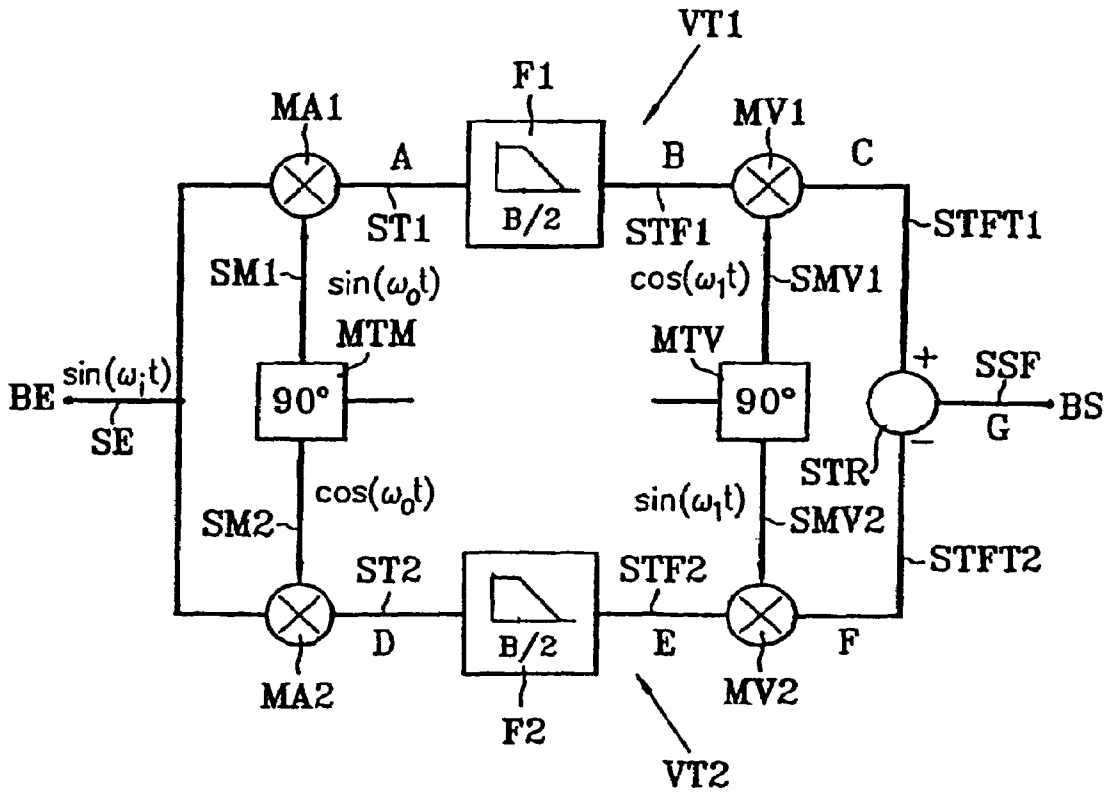 VT1
F1
MA1
MV1
A
B
C
B/2
ST1
STF1
STFT1
SM1
sin(ω₀t)
cos(ω₁t)
SMV1
MTM
MTV
sin(ωᵢt)
+
SSF
BE
90°
90°
BS
SE
G
−
STR
cos(ω₀t)
sin(ω₁t)
SM2
SMV2
ST2
STF2
STFT2
D
B/2
E
F
MA2
MV2
F2
VT2